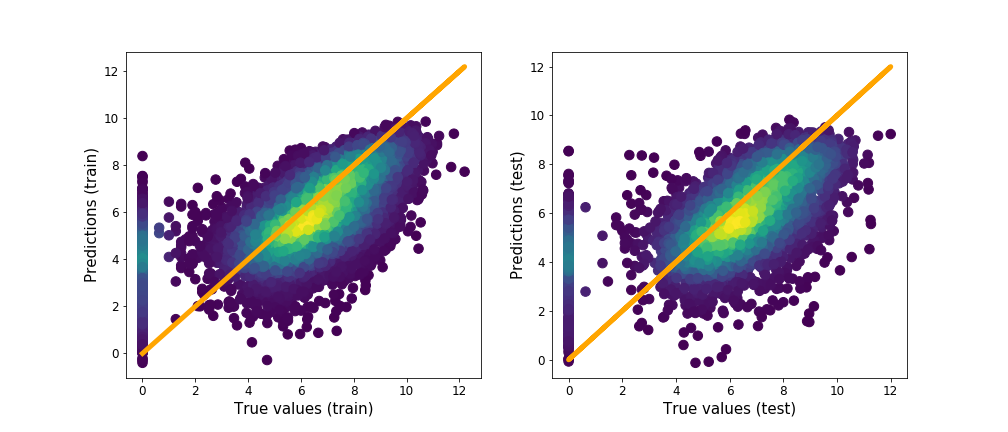 12
10
8
6
4
2
0
Predictions (train)
0 2 4 6 8 10 12
True values (train)
12
10
8
6
4
2
0
Predictions (test)
0 2 4 6 8 10 12
True values (test)